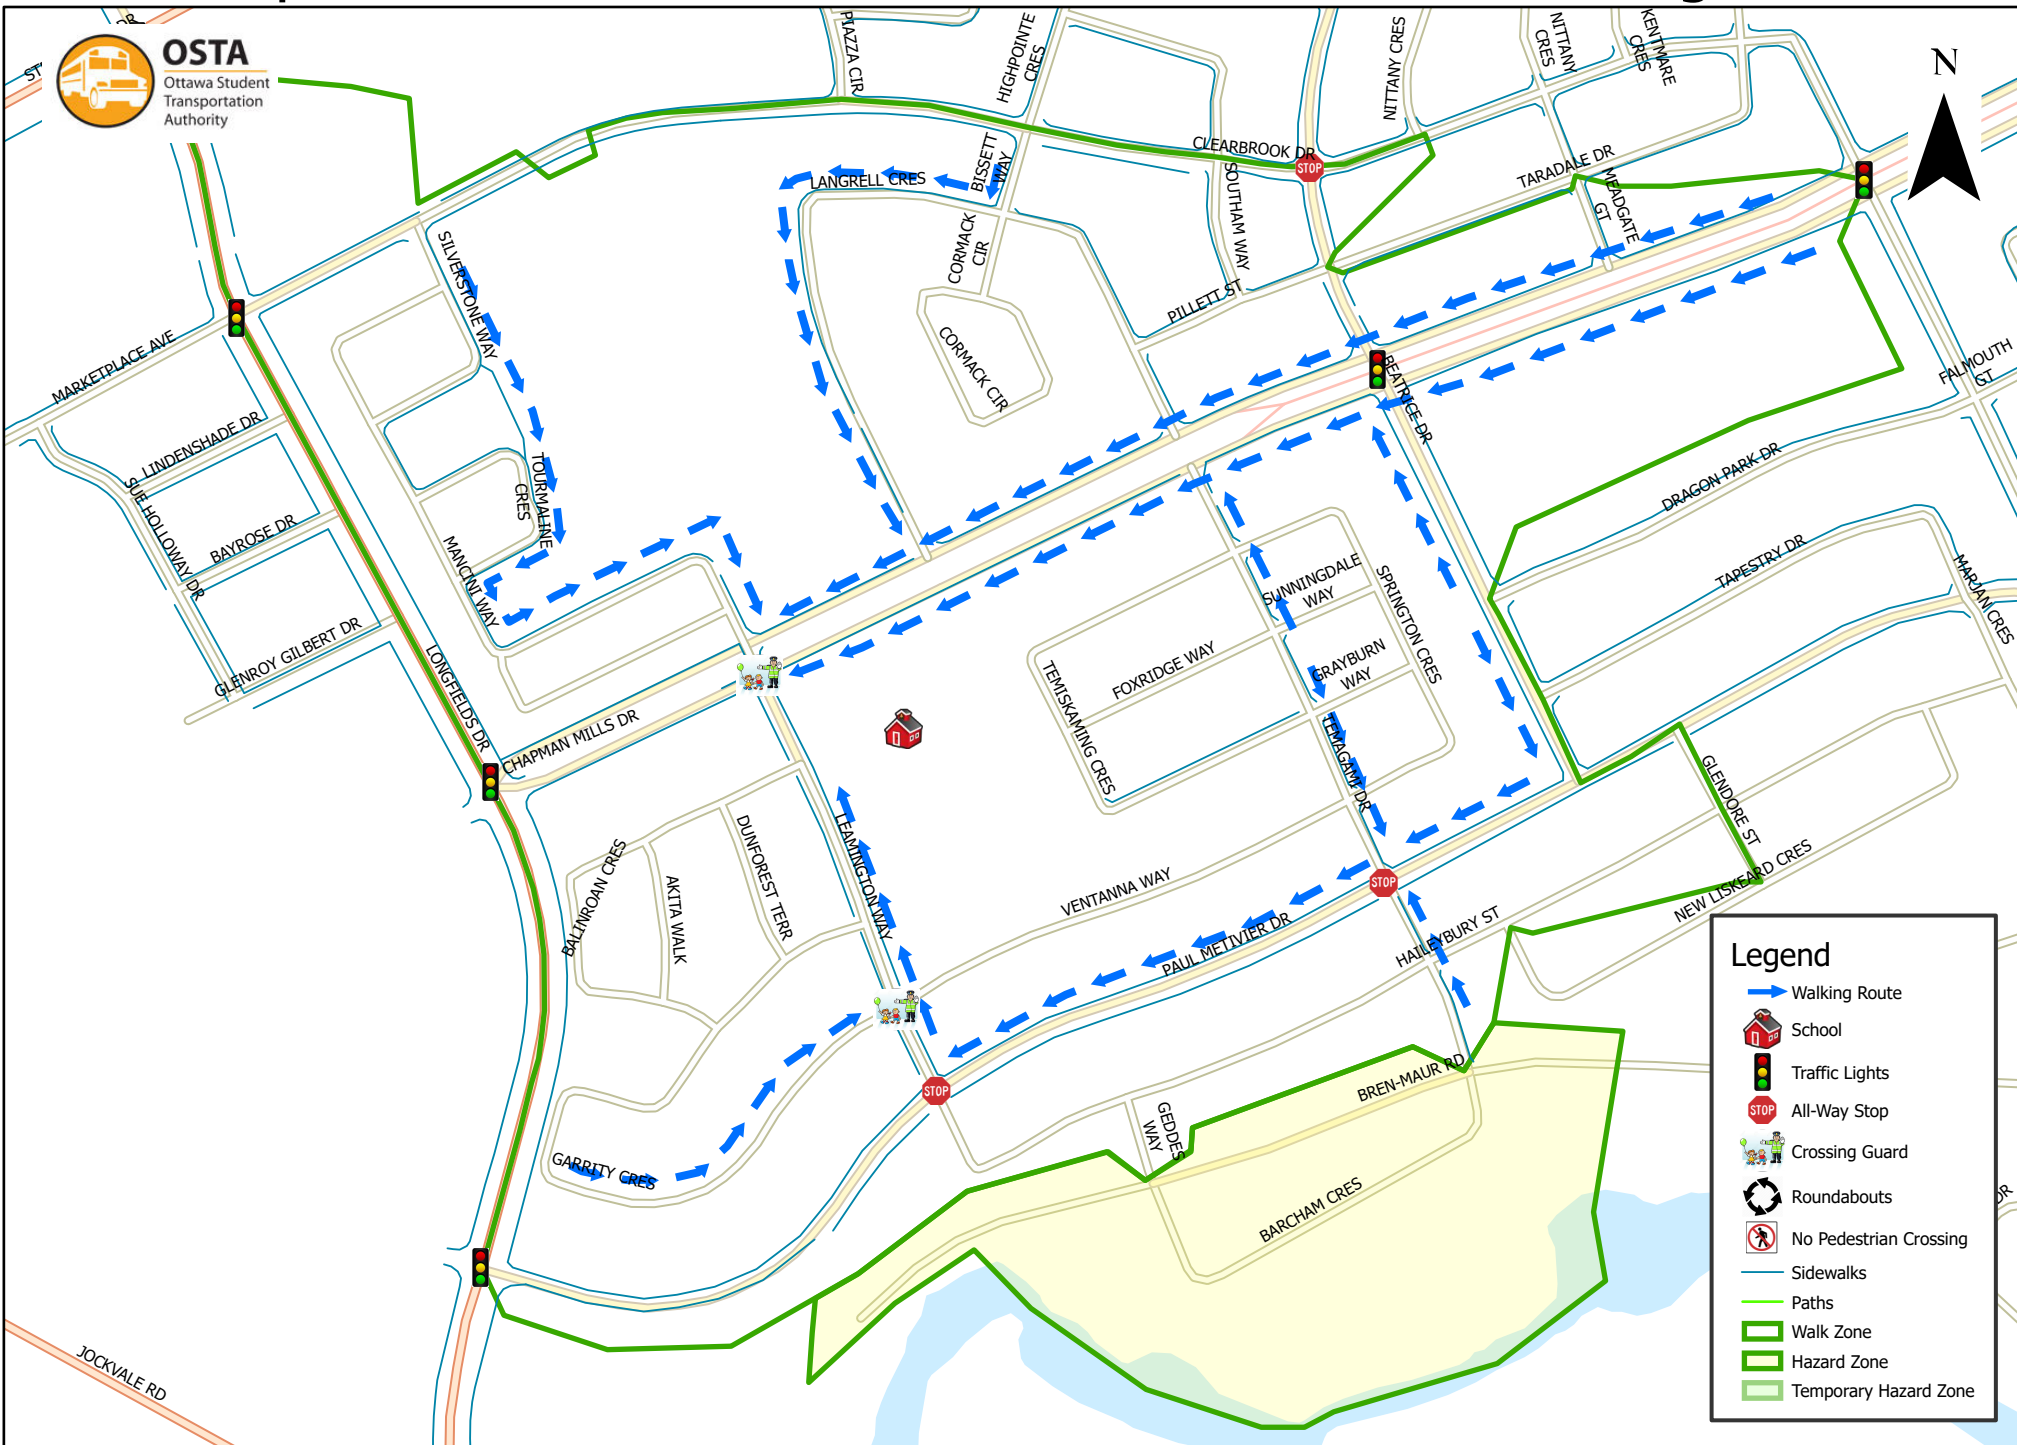 OSTA
Ottawa Student
Transportation
Authority
N
PIAZZA CIR
HIGHPOINTE
CRES
NITTANY CRES
NITTANY
CRES
KENTMARE
CRES
CLEARBROOK DR
STOP
BISSETT
WAY
LANGRELL CRES
SOUTHAM WAY
TARADALE DR
MEADGATE
GT
CORMACK
CIR
CORMACK CIR
PILLETT ST
SILVERSTONE WAY
MARKETPLACE AVE
LINDENSHADE DR
SUE HOLLOWAY DR
BAYROSE DR
GLENROY GILBERT DR
TOURMALINE
CRES
MANCINI WAY
LONGFIELDS DR
CHAPMAN MILLS DR
BEATRICE DR
FALMOUTH
GT
DRAGON PARK DR
TAPESTRY DR
MARJAN CRES
SUNNINGDALE
WAY
SPRINGTON CRES
FOXRIDGE WAY
GRAYBURN
WAY
TEMISKAMING CRES
TEMAGAMI DR
GLENDORE ST
NEW LISKEARD CRES
BALINROAN CRES
AKITA WALK
DUNFOREST TERR
LEAMINGTON WAY
VENTANNA WAY
STOP
PAUL METIVIER DR
HAILEYBURY ST
STOP
BREN-MAUR RD
GEDDES
WAY
GARRITY CRES
BARCHAM CRES
JOCKVALE RD
Legend
Walking Route
School
Traffic Lights
STOP
All-Way Stop
Crossing Guard
Roundabouts
No Pedestrian Crossing
Sidewalks
Paths
Walk Zone
Hazard Zone
Temporary Hazard Zone
DR